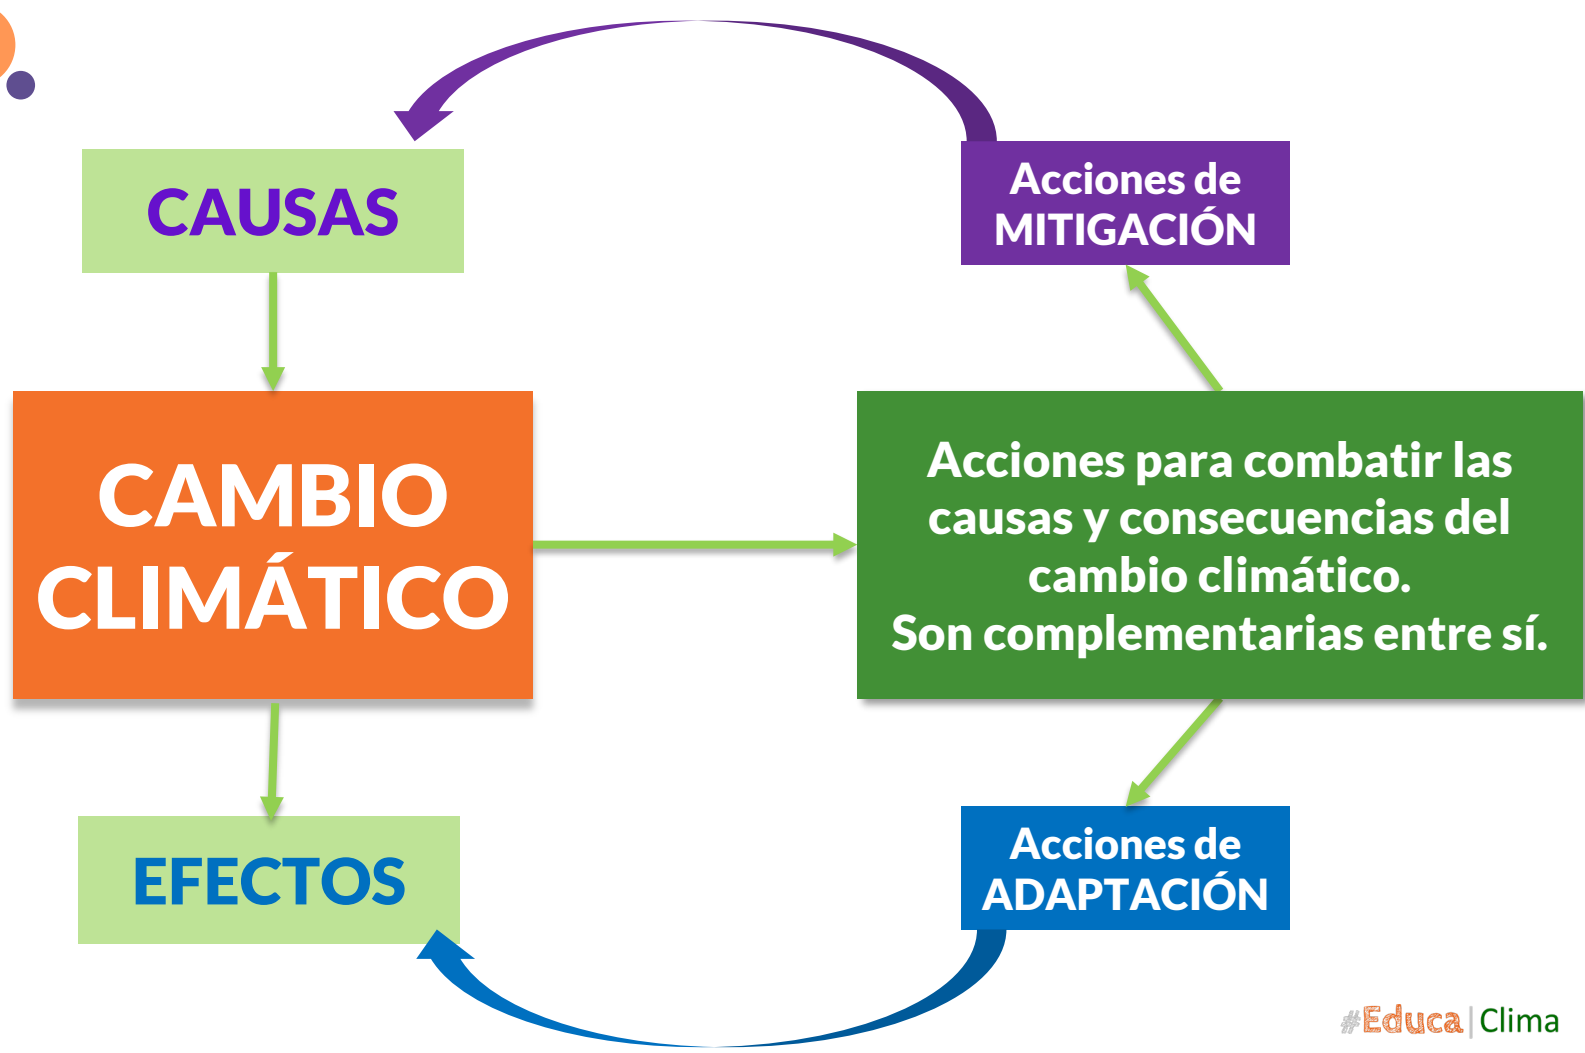 CAUSAS
Acciones de
MITIGACIÓN
CAMBIO
CLIMÁTICO
Acciones para combatir las
causas y consecuencias del
cambio climático.
Son complementarias entre sí.
EFECTOS
Acciones de
ADAPTACIÓN
#Educa|Clima